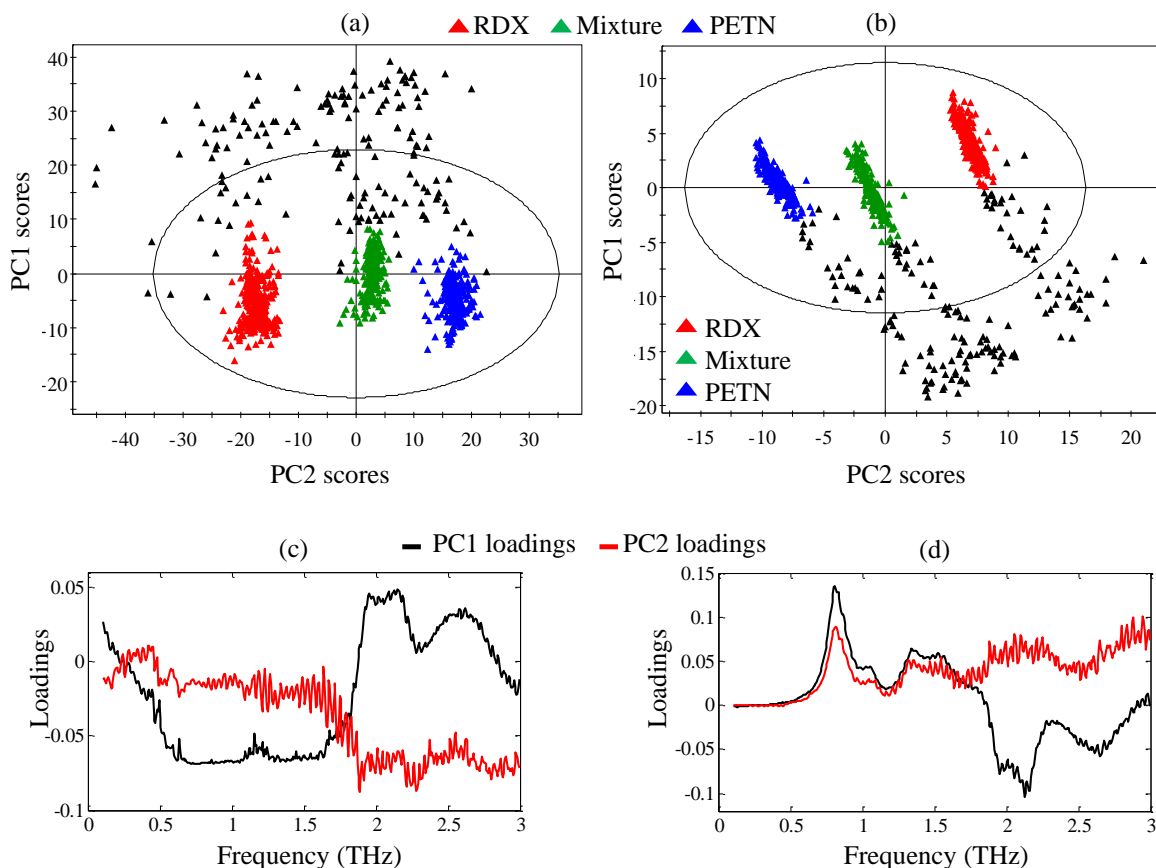 (a) RDX Mixture PETN (b)
PC1 scores
40
30
20
10
0
-10
-20
-40 -30 -20 -10 0 10 20 30
PC2 scores
PC1 scores
10
5
0
-5
-10
-15
-20
RDX
Mixture
PETN
-15 -10 -5 0 5 10 15 20
PC2 scores
(c) PC1 loadings PC2 loadings (d)
Loadings
0.05
0
-0.05
-0.1
0 0.5 1 1.5 2 2.5 3
Frequency (THz)
Loadings
0.15
0.1
0.05
0
-0.05
-0.1
0 0.5 1 1.5 2 2.5 3
Frequency (THz)